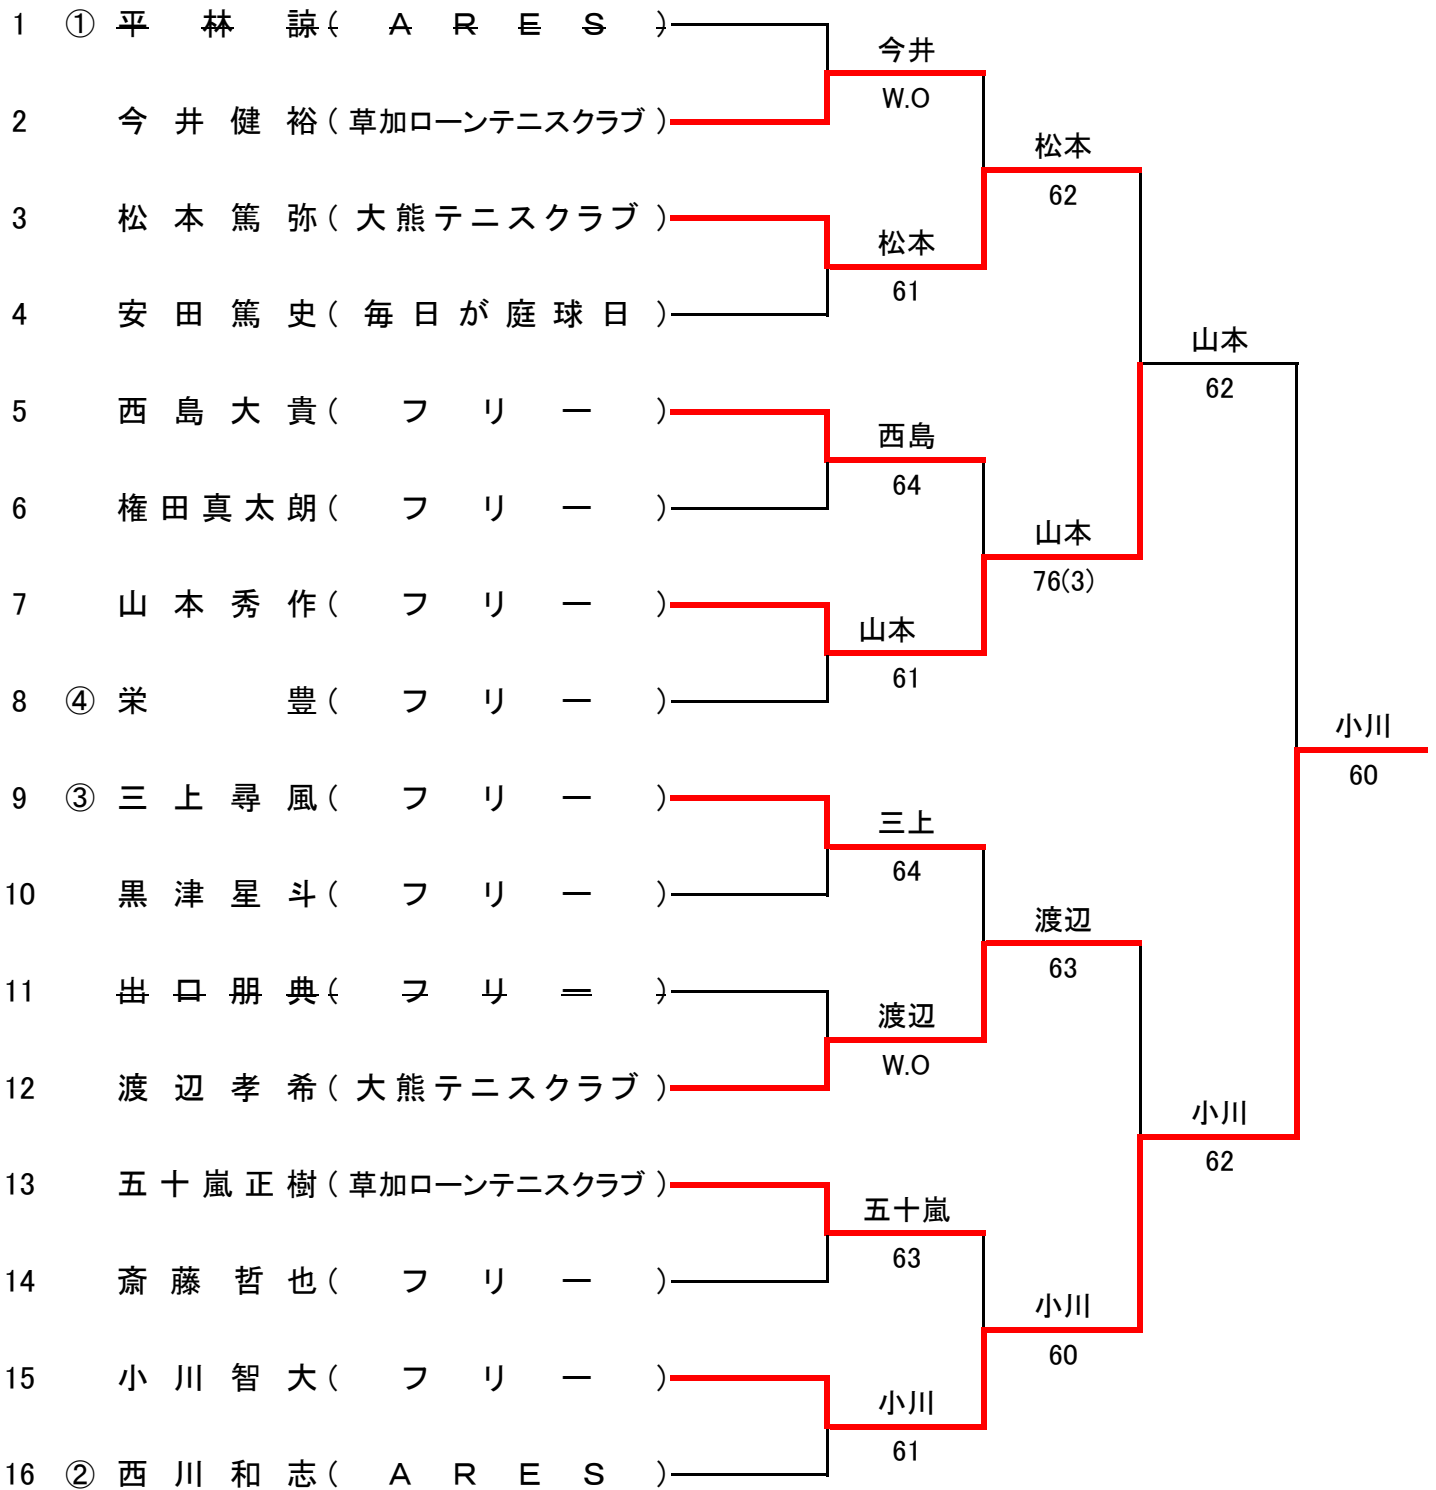 1 ① 平林 諒 ( ARES )
今井
2 今井健裕 ( 草加ローンテニスクラブ )
W.O
松本
3 松本篤弥 ( 大熊テニスクラブ )
62
松本
4 安田篤史 ( 毎日が庭球日 )
61
山本
5 西島大貴 ( フリー )
62
西島
6 権田真太朗 ( フリー )
64
山本
7 山本秀作 ( フリー )
76(3)
山本
8 ④ 栄 豊 ( フリー )
61
小川
9 ③ 三上尋風 ( フリー )
60
三上
10 黒津星斗 ( フリー )
64
渡辺
11 出口朋典 ( フリー )
63
渡辺
12 渡辺孝希 ( 大熊テニスクラブ )
W.O
小川
13 五十嵐正樹 ( 草加ローンテニスクラブ )
62
五十嵐
14 斎藤哲也 ( フリー )
63
小川
15 小川智大 ( フリー )
60
小川
16 ② 西川和志 ( ARES )
61